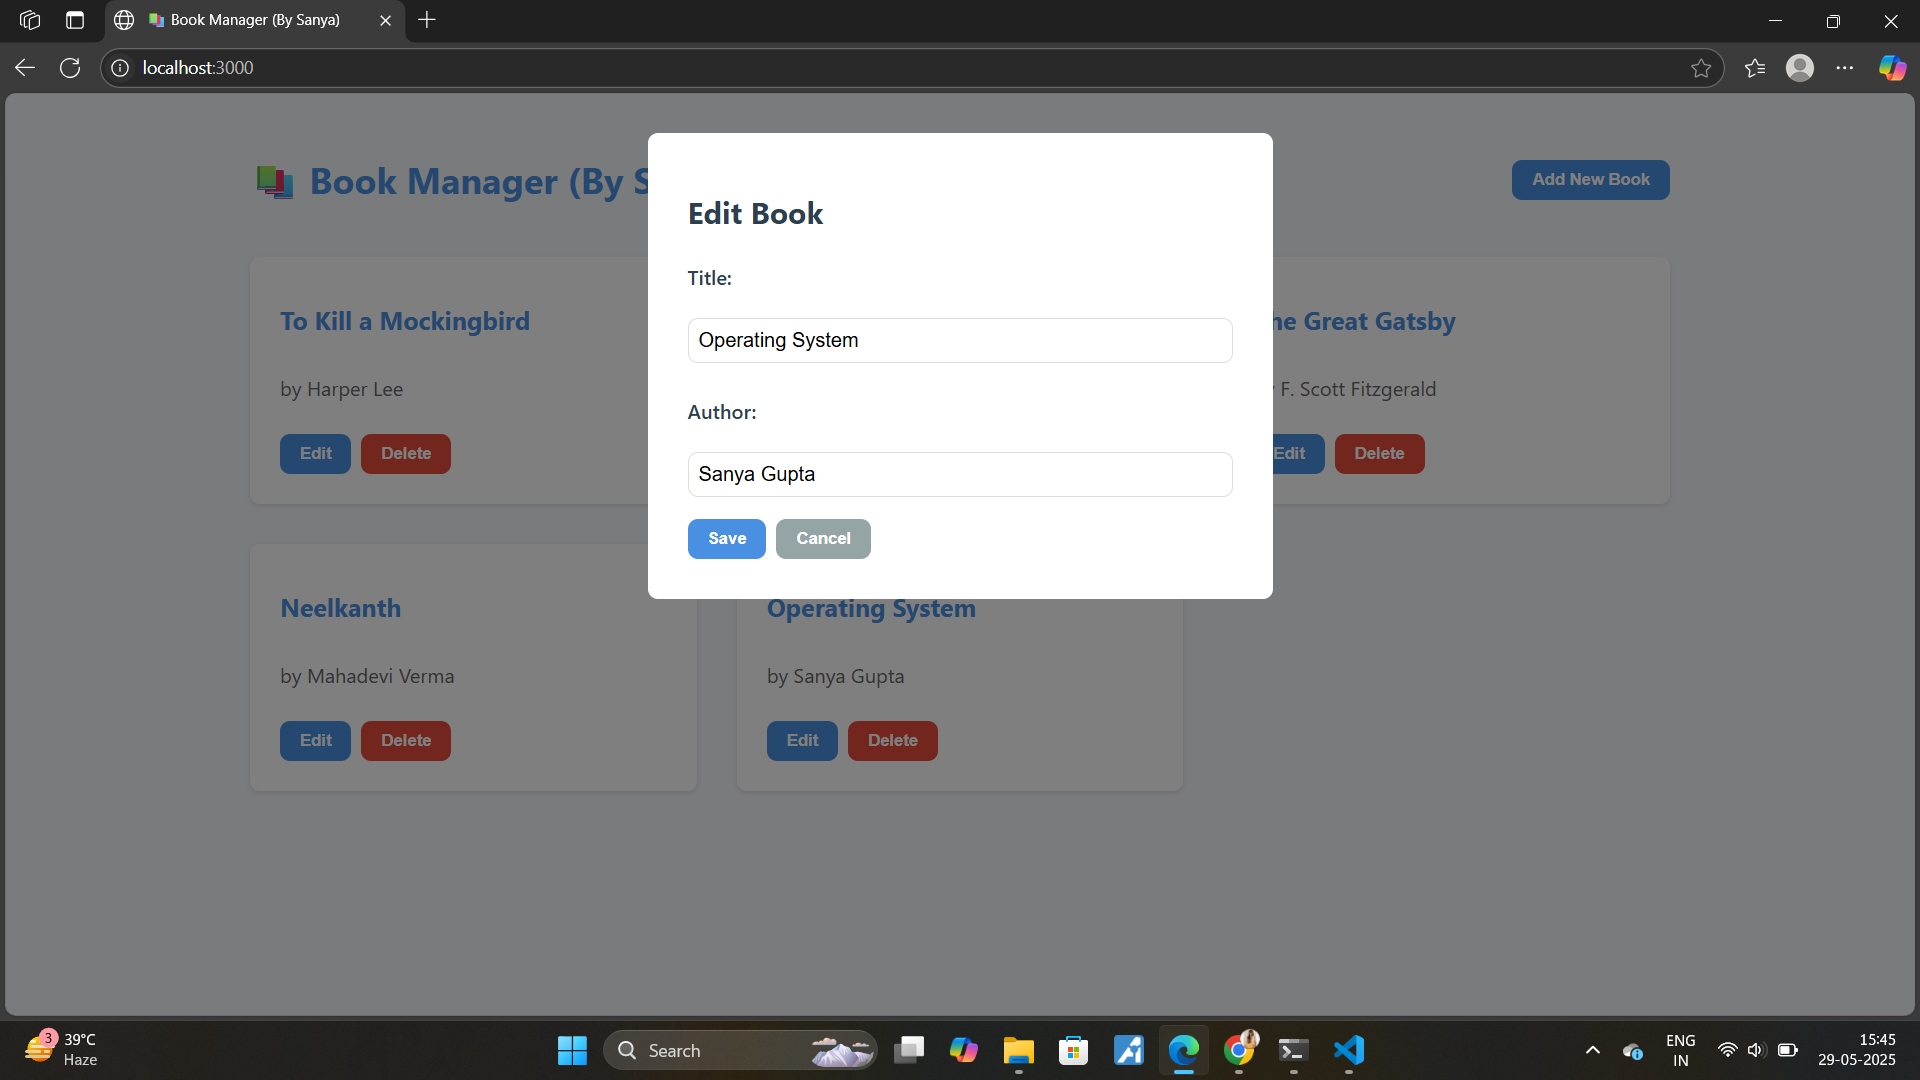 Book Manager (By Sanya)
localhost:3000
Book Manager (By S
Add New Book
Edit Book
Title:
Operating System
Author:
Sanya Gupta
Save Cancel
To Kill a Mockingbird
by Harper Lee
Edit Delete
he Great Gatsby
F. Scott Fitzgerald
Edit Delete
Neelkanth
by Mahadevi Verma
Edit Delete
Operating System
by Sanya Gupta
Edit Delete
3
39°C
Haze
Search
ENG
IN
15:45
29-05-2025